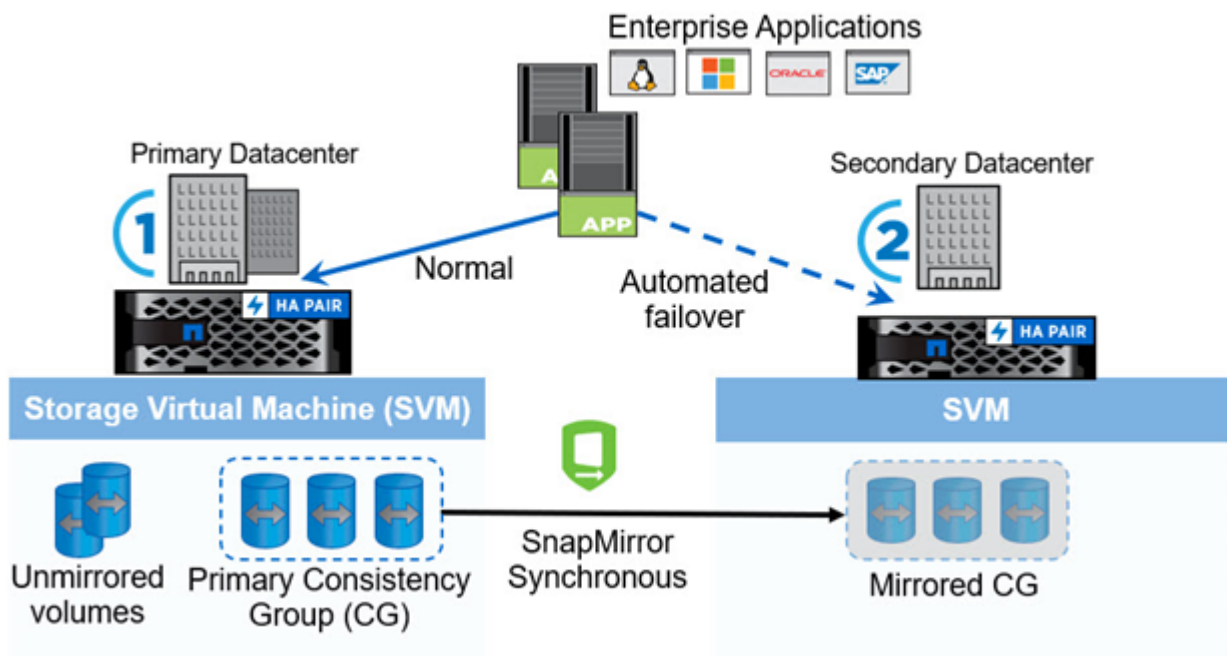 Enterprise Applications
ORACLE
SAP
Primary Datacenter
Secondary Datacenter
1
A
APP
2
Normal
Automated
failover
HA PAIR
HA PAIR
Storage Virtual Machine (SVM)
SVM
Unmirrored
volumes
Primary Consistency
Group (CG)
SnapMirror
Synchronous
Mirrored CG